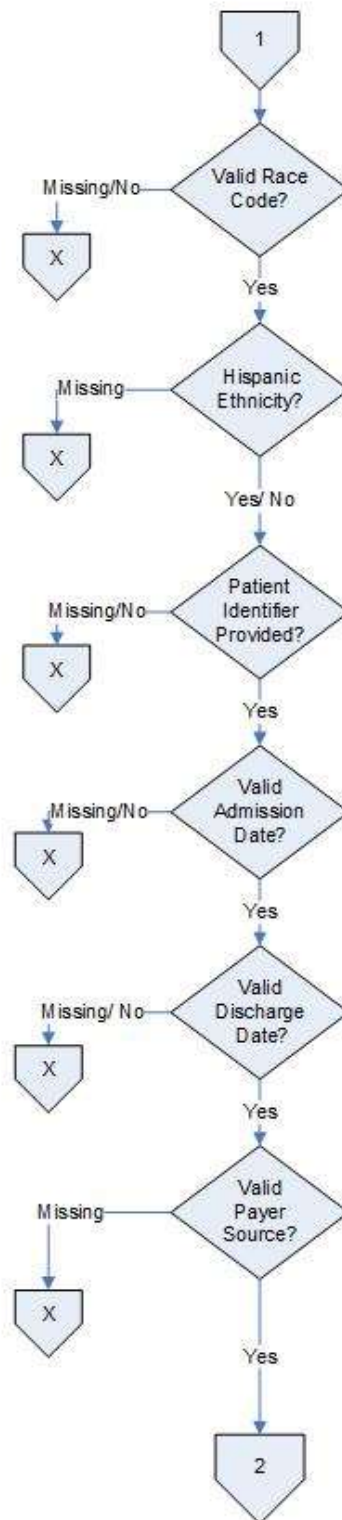 1
Valid Race
Code?
Missing/No
X
Yes
Hispanic
Ethnicity?
Missing
X
Yes/ No
Patient
Identifier
Provided?
Missing/No
X
Yes
Valid
Admission
Date?
Missing/No
X
Yes
Valid
Discharge
Date?
Missing/ No
X
Yes
Valid
Payer
Source?
Missing
X
Yes
2